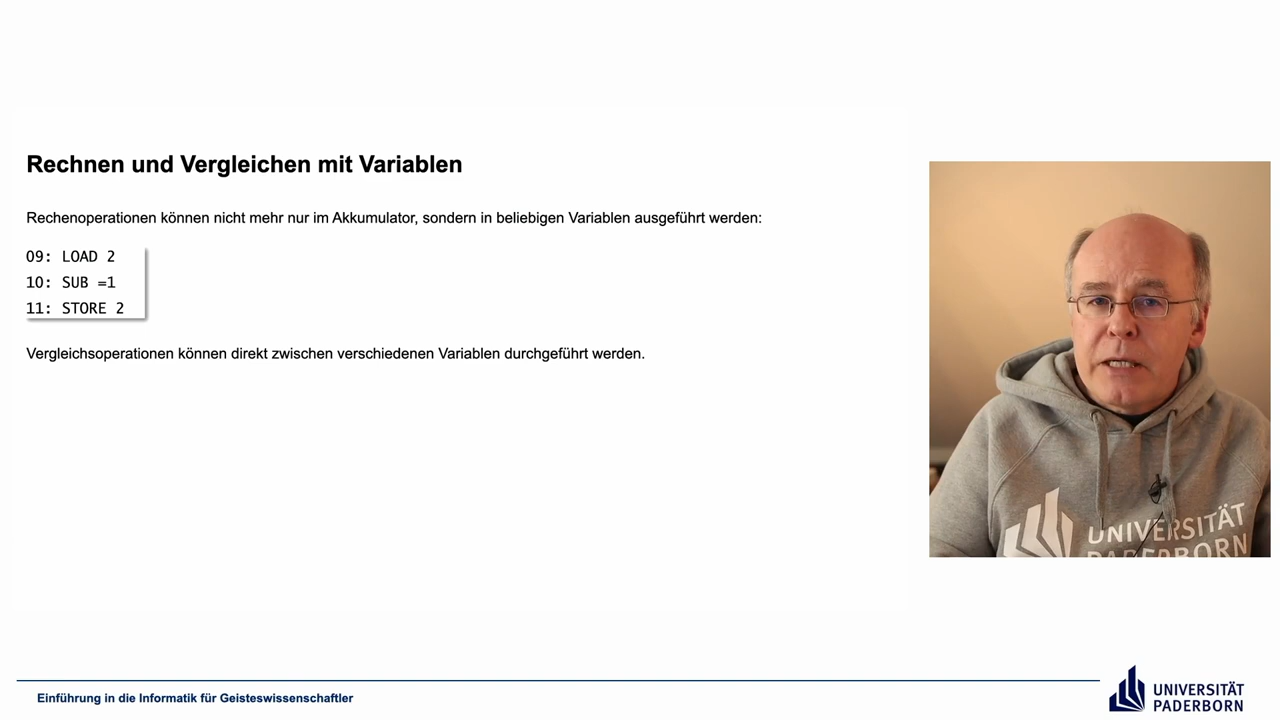 Rechnen und Vergleichen mit Variablen
Rechenoperationen können nicht mehr nur im Akkumulator, sondern in beliebigen Variablen ausgeführt werden:
09: LOAD 2
10: SUB =1
11: STORE 2
Vergleichsoperationen können direkt zwischen verschiedenen Variablen durchgeführt werden.
UNIVERSITÄT
PADERBORN
Einführung in die Informatik für Geisteswissenschaftler
UNIVERSITÄT
PADERBORN